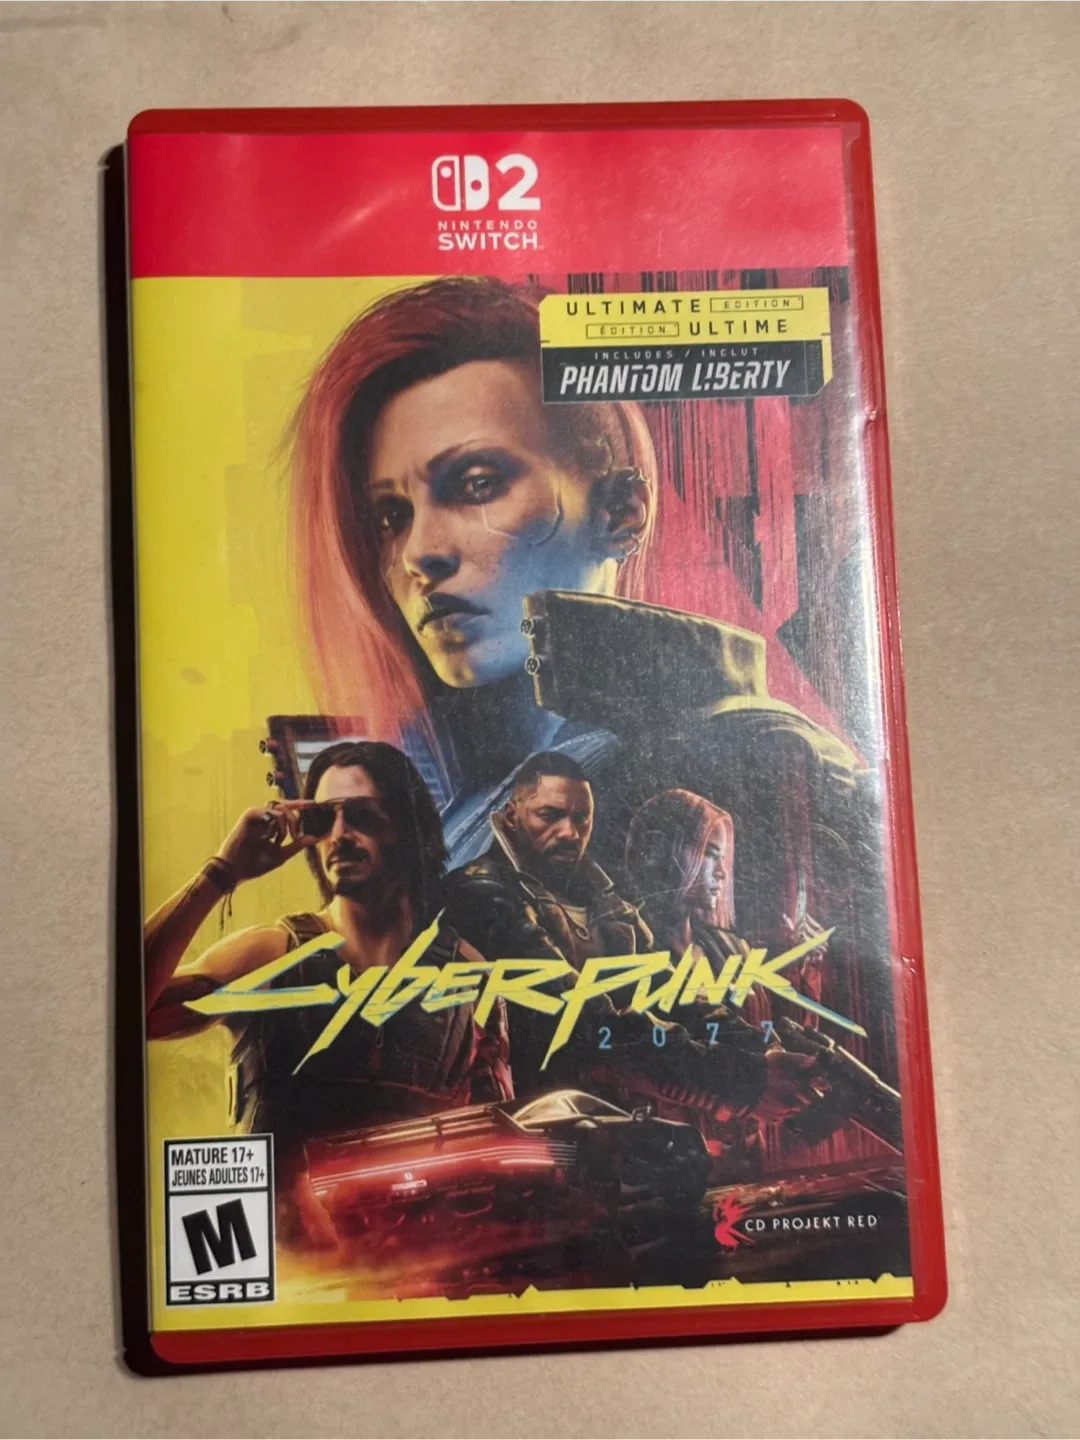 2
NINTENDO
SWITCH
ULTIMATE EDITION
ÉDITION ULTIME
INCLUDES / INCLUT
PHANTOM L!BERTY
CYBERPUNK
2077
MATURE 17+
JEUNES ADULTES 17+
M
ESRB
CD PROJEKT RED